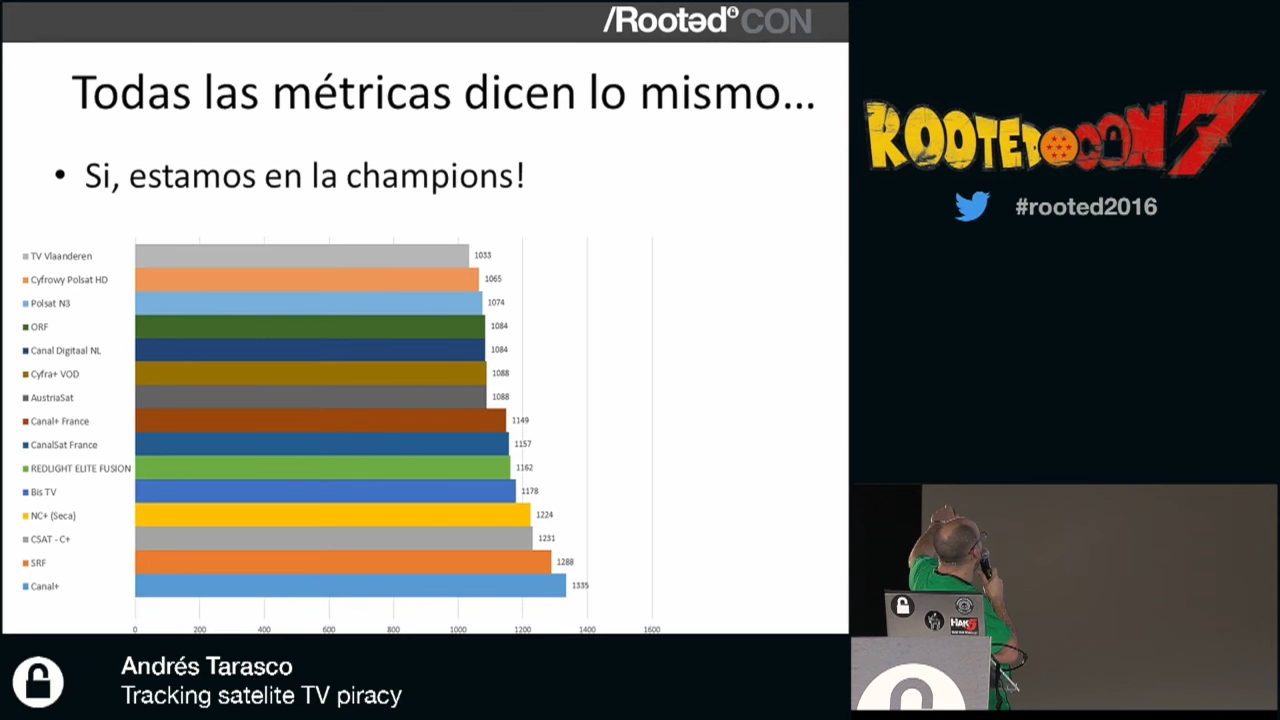 /Rootəd CON
Todas las métricas dicen lo mismo...
• Si, estamos en la champions!
TV Vlaanderen 1033
Cyfrowy Polsat HD 1065
Polsat N3 1074
ORF 1084
Canal Digitaal NL 1084
Cyfra+ VOD 1088
AustriaSat 1088
Canal+ France 1149
CanalSat France 1157
REDLIGHT ELITE FUSION 1162
Bis TV 1178
NC+ (Seca) 1224
CSAT - C+ 1231
SRF 1288
Canal+ 1335
0 200 400 600 800 1000 1200 1400 1600
ROOTEDCON 7
#rooted2016
HAK5
Andrés Tarasco
Tracking satelite TV piracy